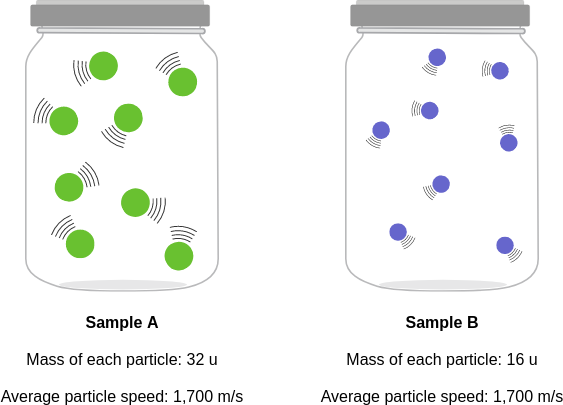 Sample A
Mass of each particle: 32 u
Average particle speed: 1,700 m/s
Sample B
Mass of each particle: 16 u
Average particle speed: 1,700 m/s